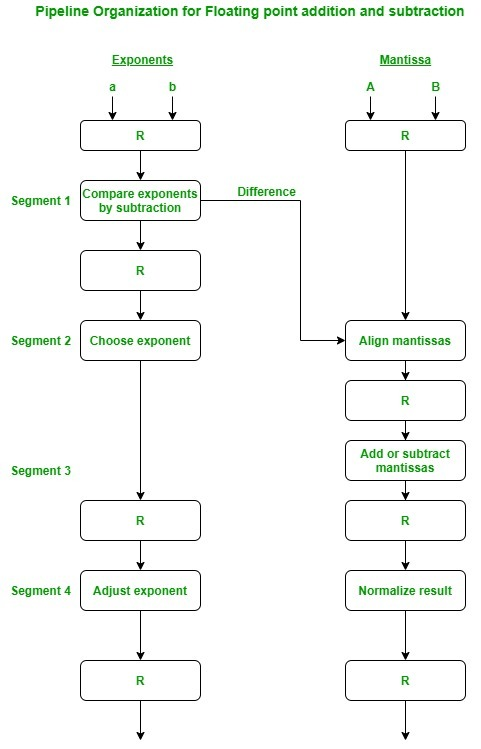 Pipeline Organization for Floating point addition and subtraction
Exponents
Mantissa
a
b
A
B
R
R
Segment 1
Compare exponents
by subtraction
Difference
R
Segment 2
Choose exponent
Align mantissas
R
Segment 3
Add or subtract
mantissas
R
R
Segment 4
Adjust exponent
Normalize result
R
R